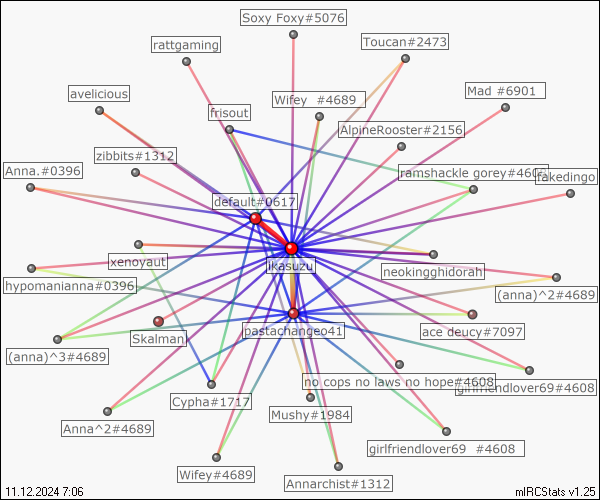 Soxy Foxy#5076
rattgaming
Toucan#2473
Mad #6901
avelicious
frisout
Wifey #4689
AlpineRooster#2156
zibbits#1312
Anna.#0396
ramshackle gorey#460
fakedingo
default#0617
xenoyaut
ikasuzu
neokingghidorah
hypomanianna#0396
(anna)^2#4689
pastachangeo41
ace deucy#7097
Skalman
(anna)^3#4689
no cops no laws no hope#4608
girlfriendlover69#4608
Cypha#1717
Mushy#1984
Anna^2#4689
girlfriendlover69 #4608
Wifey#4689
Annarchist#1312
11.12.2024 7:06
mIRCStats v1.25